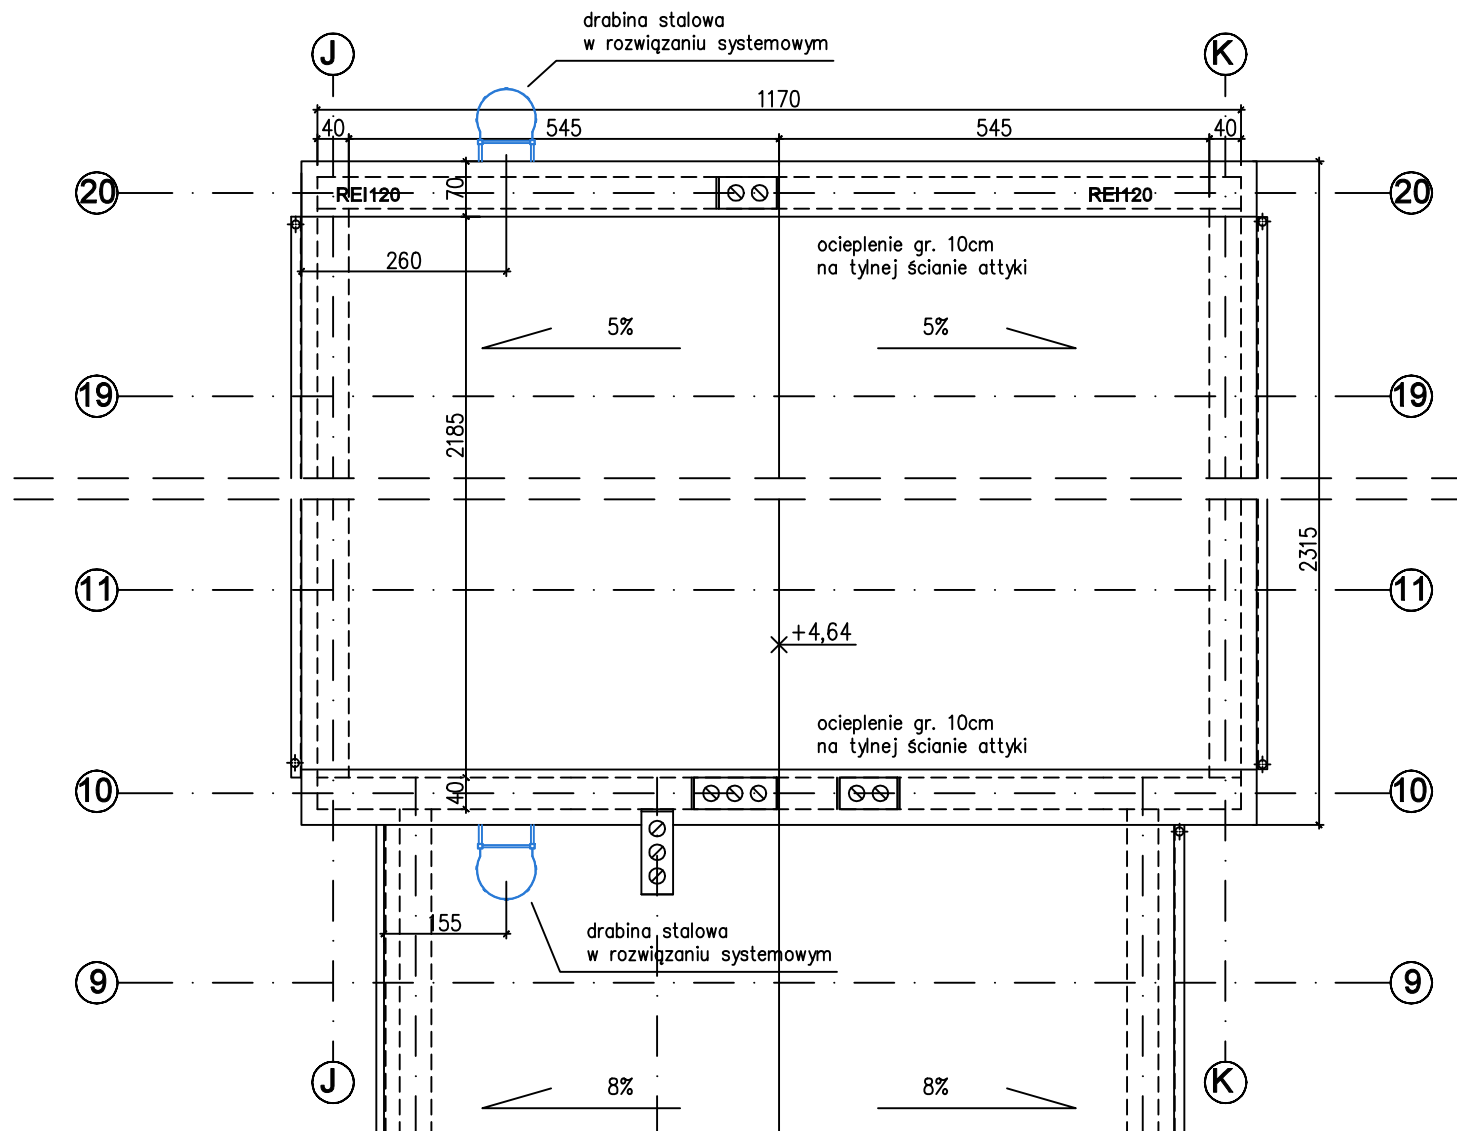 drabina stalowa
w rozwiązaniu systemowym
J
K
1170
40
545
545
40
20
REI120
70
REI120
20
ocieplenie gr. 10cm
na tylnej ścianie attyki
260
5%
5%
19
19
2185
2315
11
11
+4,64
ocieplenie gr. 10cm
na tylnej ścianie attyki
10
40
10
155
drabina stalowa
w rozwiązaniu systemowym
9
9
J
8%
8%
K